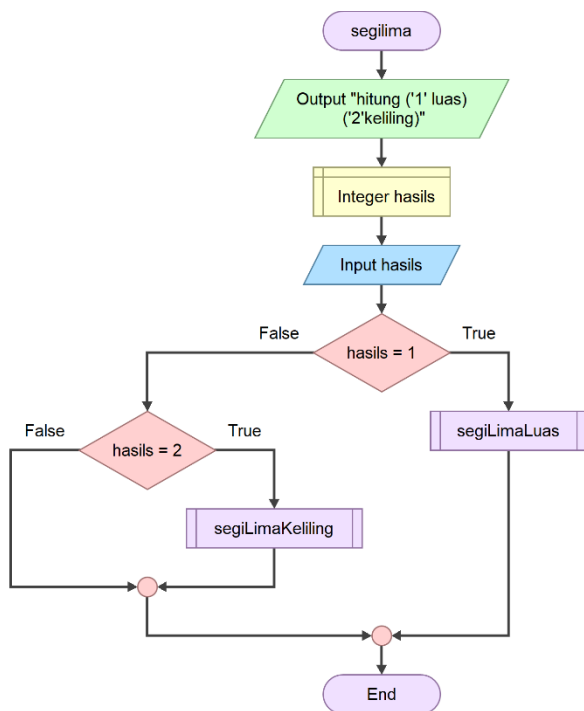 segilima
Output "hitung ('1' luas)
('2'keliling)"
Integer hasils
Input hasils
False
True
hasils = 1
False
True
hasils = 2
segiLimaLuas
segiLimaKeliling
End